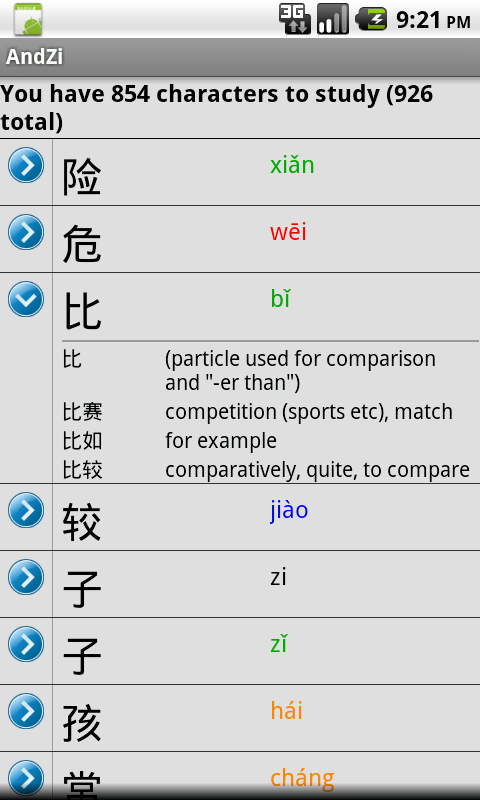 3G 9:21 PM
AndZi
You have 854 characters to study (926
total)
险 xiǎn
危 wēi
比 bǐ
比 (particle used for comparison
and "-er than")
比赛 competition (sports etc), match
比如 for example
比较 comparatively, quite, to compare
较 jiào
子 zi
子 zǐ
孩 hái
常 cháng